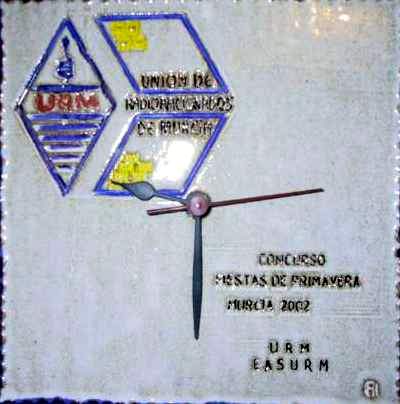 URM
UNION DE
RADIOAFICIONADOS
DE MURCIA
CONCURSO
FIESTAS DE PRIMAVERA
MURCIA 2002
URM
EA5URM